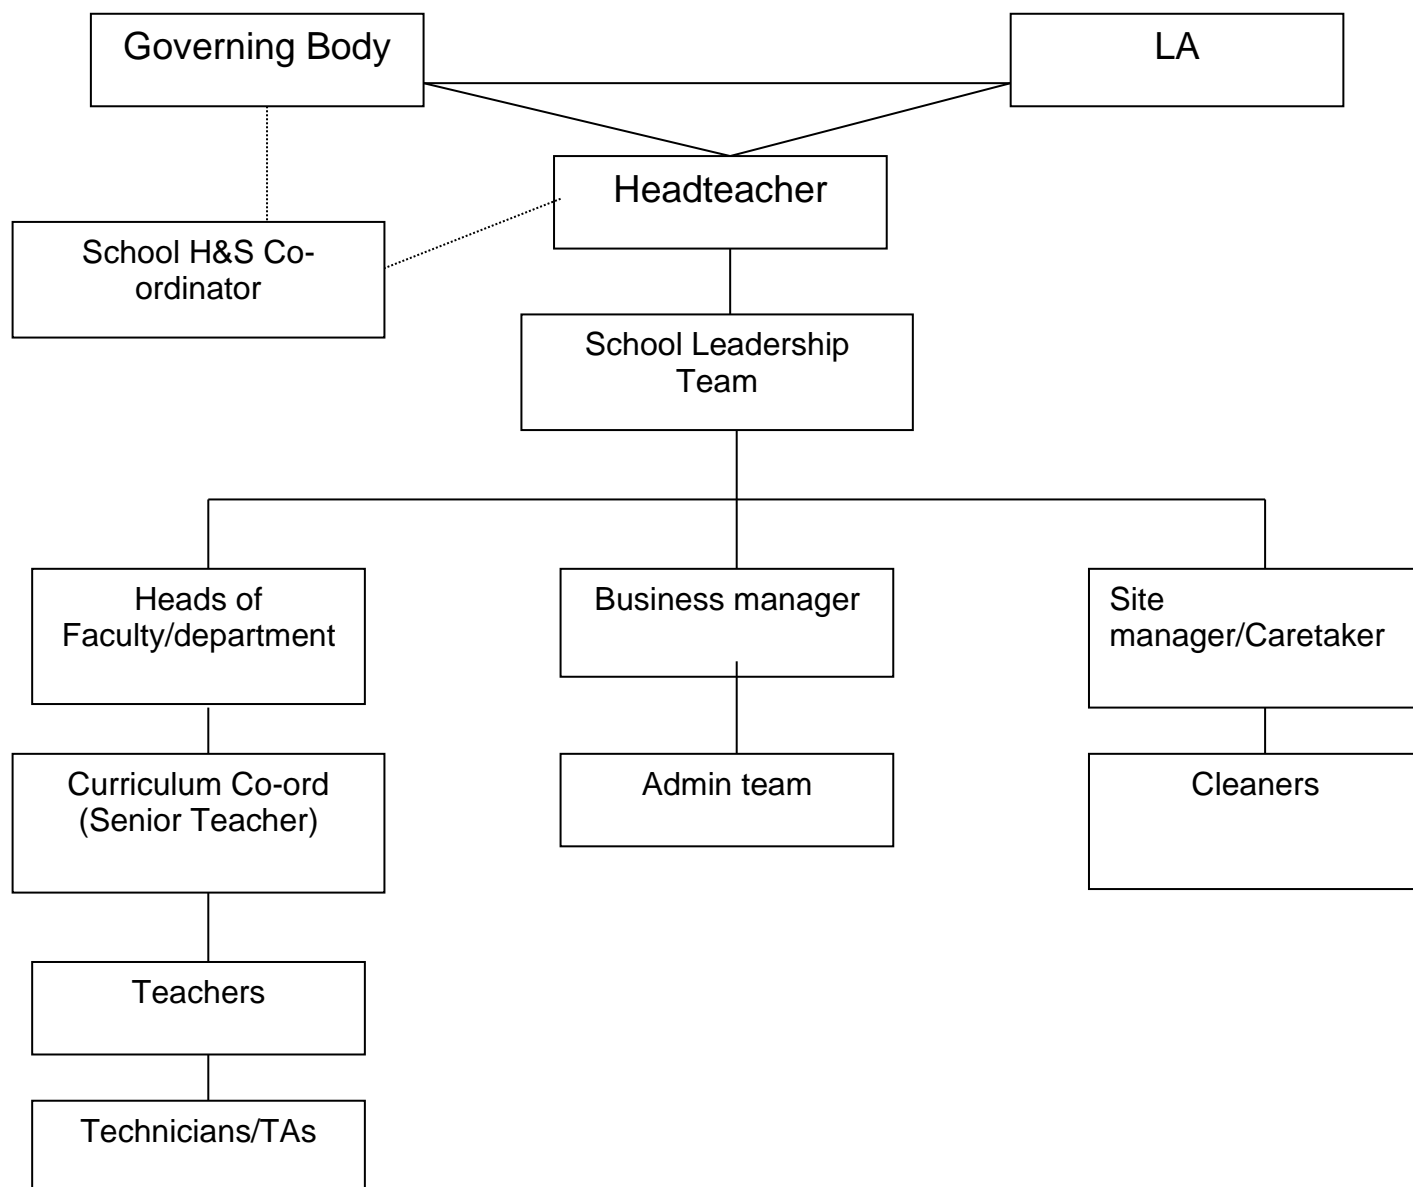 Governing Body
LA
Headteacher
School H&S Co-
ordinator
School Leadership
Team
Heads of
Faculty/department
Business manager
Site
manager/Caretaker
Curriculum Co-ord
(Senior Teacher)
Admin team
Cleaners
Teachers
Technicians/TAs